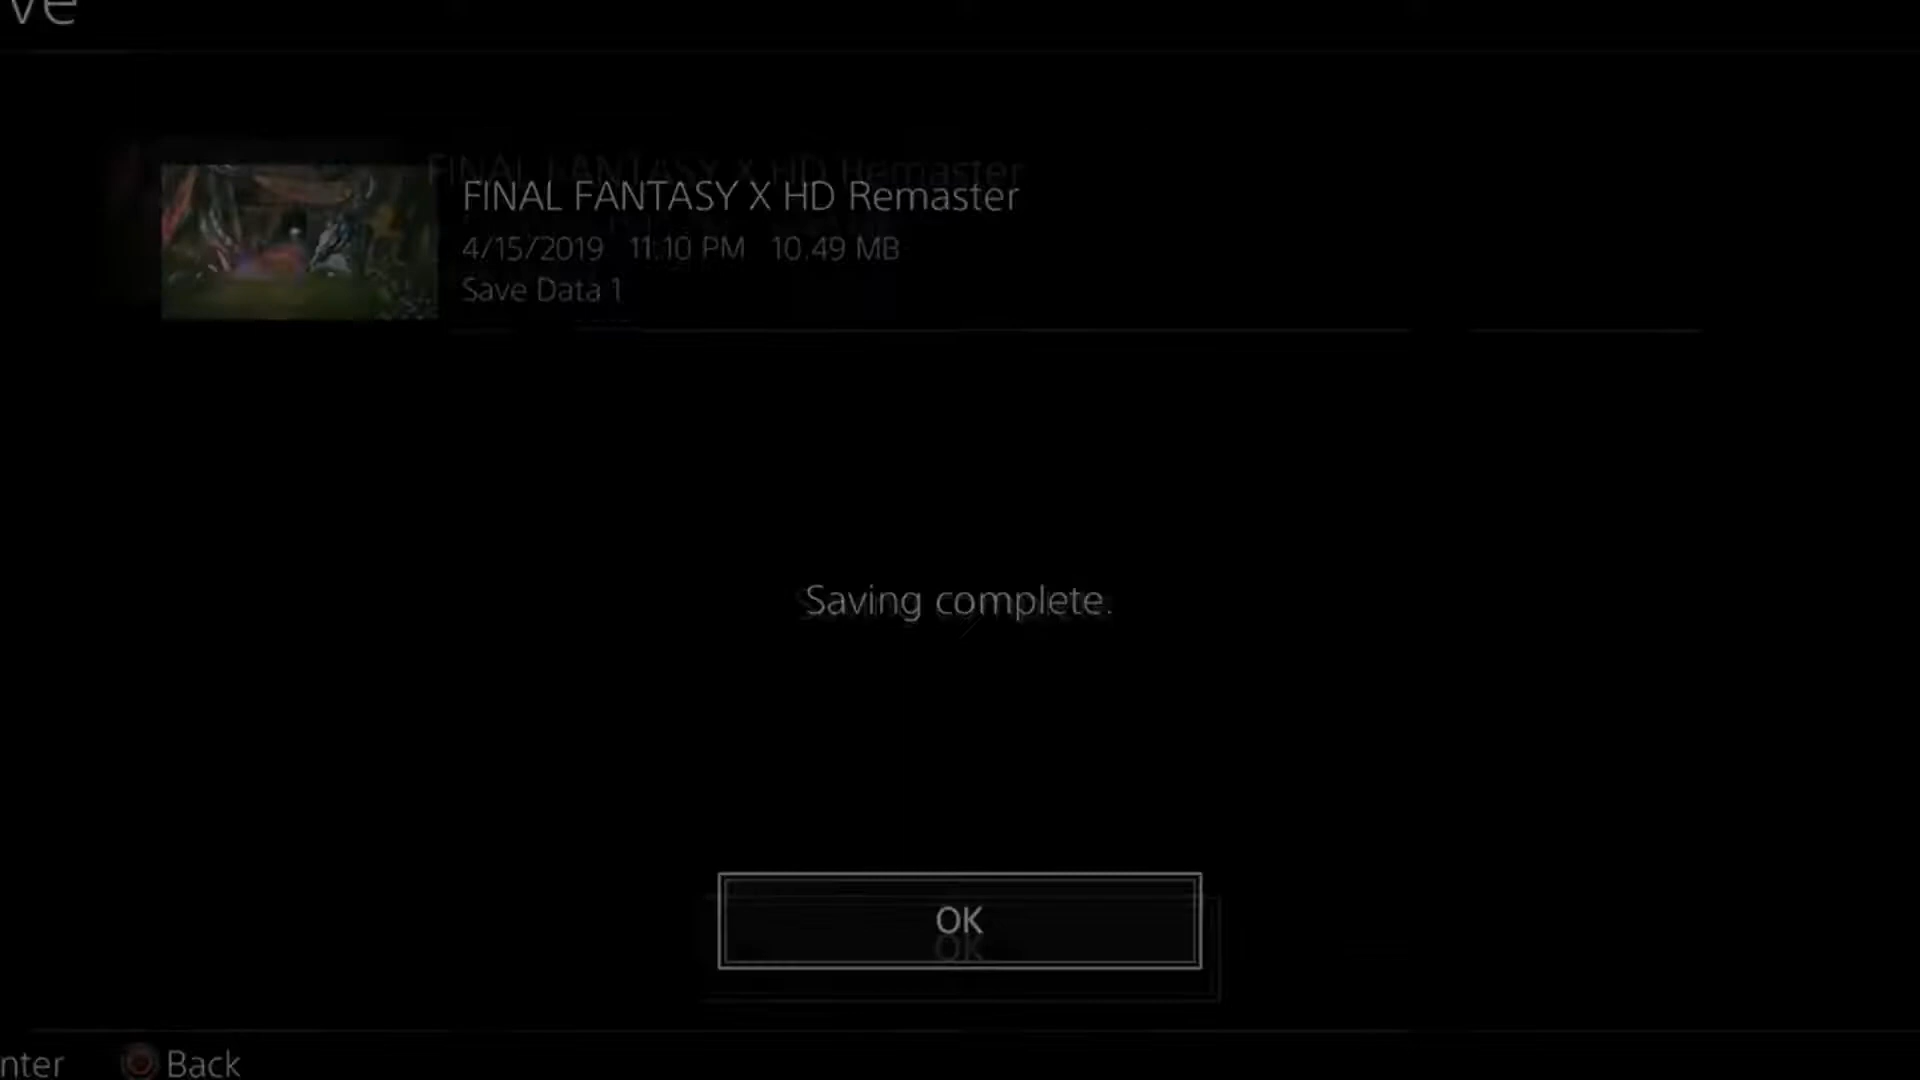 ve
FINAL FANTASY X HD Remaster
4/15/2019 11:10 PM 10.49 MB
Save Data 1
Saving complete.
OK
nter Back